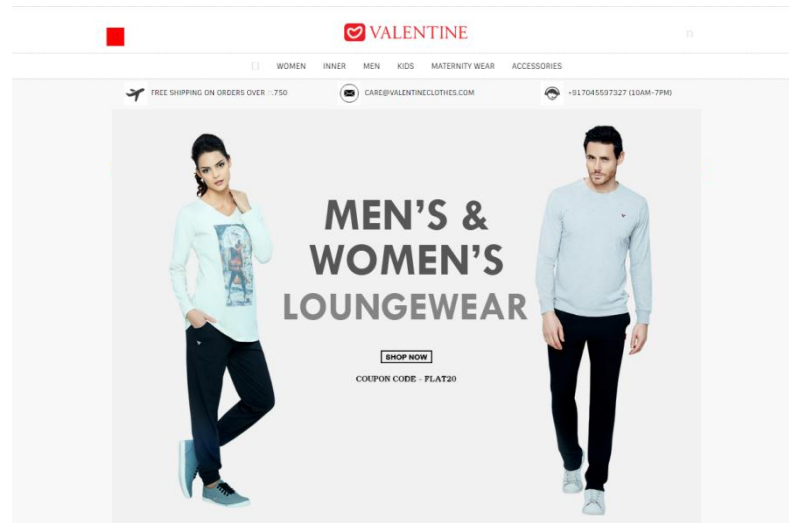 VALENTINE
WOMEN INNER MEN KIDS MATERNITY WEAR ACCESSORIES
FREE SHIPPING ON ORDERS OVER .750
CARE@VALENTINECLOTHES.COM
+917045597327 (10AM-7PM)
MEN'S &
WOMEN'S
LOUNGEWEAR
SHOP NOW
COUPON CODE - FLAT20